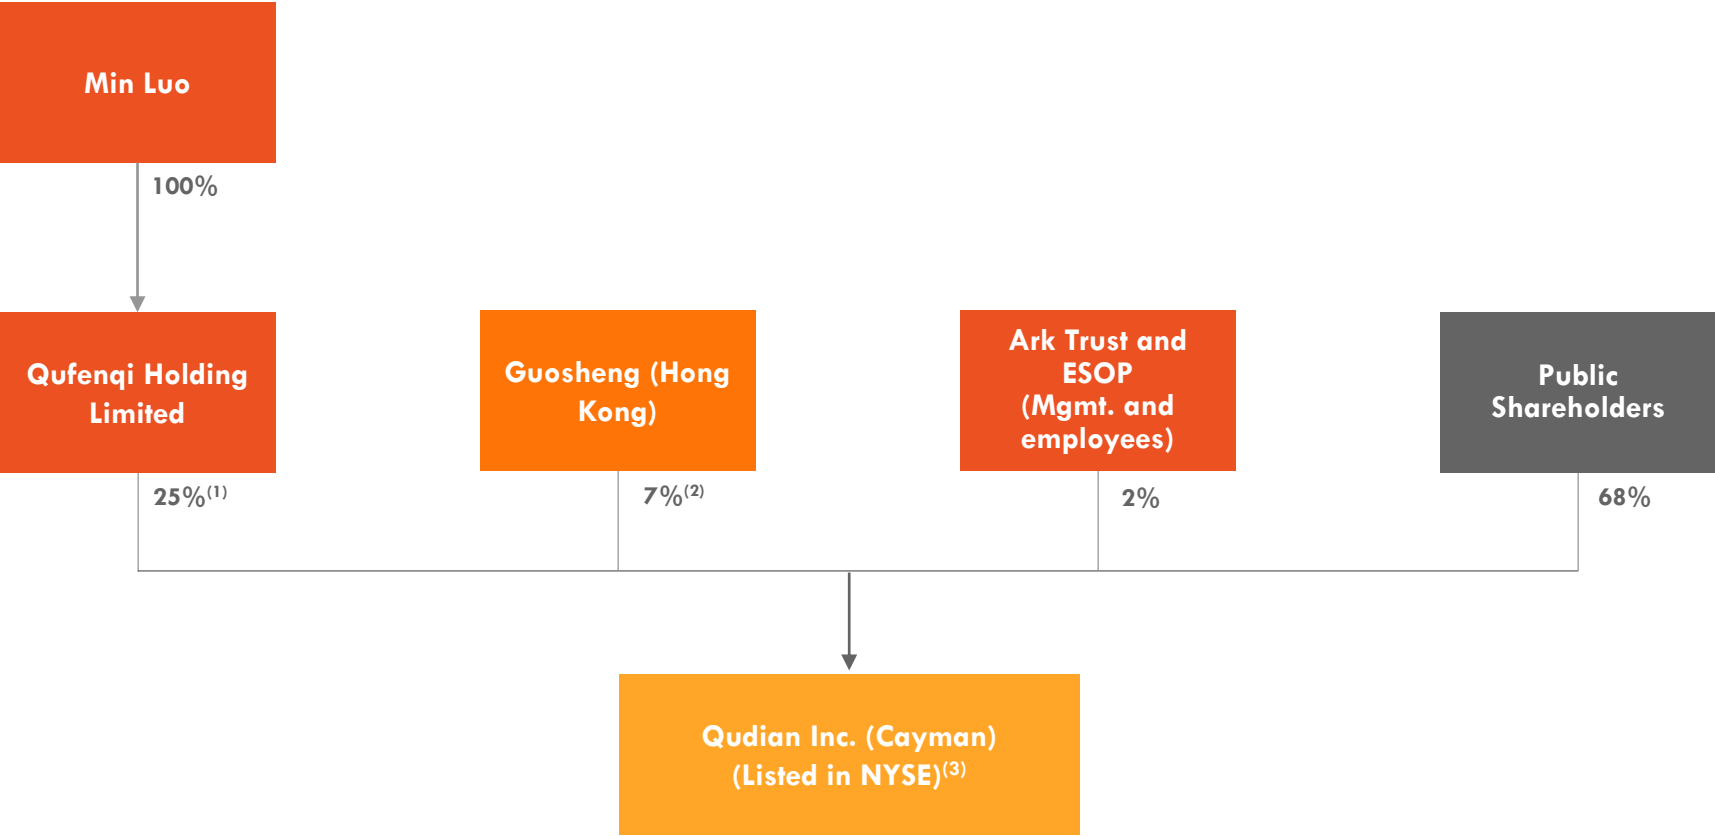 Min Luo
100%
Qufenqi Holding
Limited
Guosheng (Hong
Kong)
Ark Trust and
ESOP
(Mgmt. and
employees)
Public
Shareholders
25%(1)
7%(2)
2%
68%
Qudian Inc. (Cayman)
(Listed in NYSE)(3)